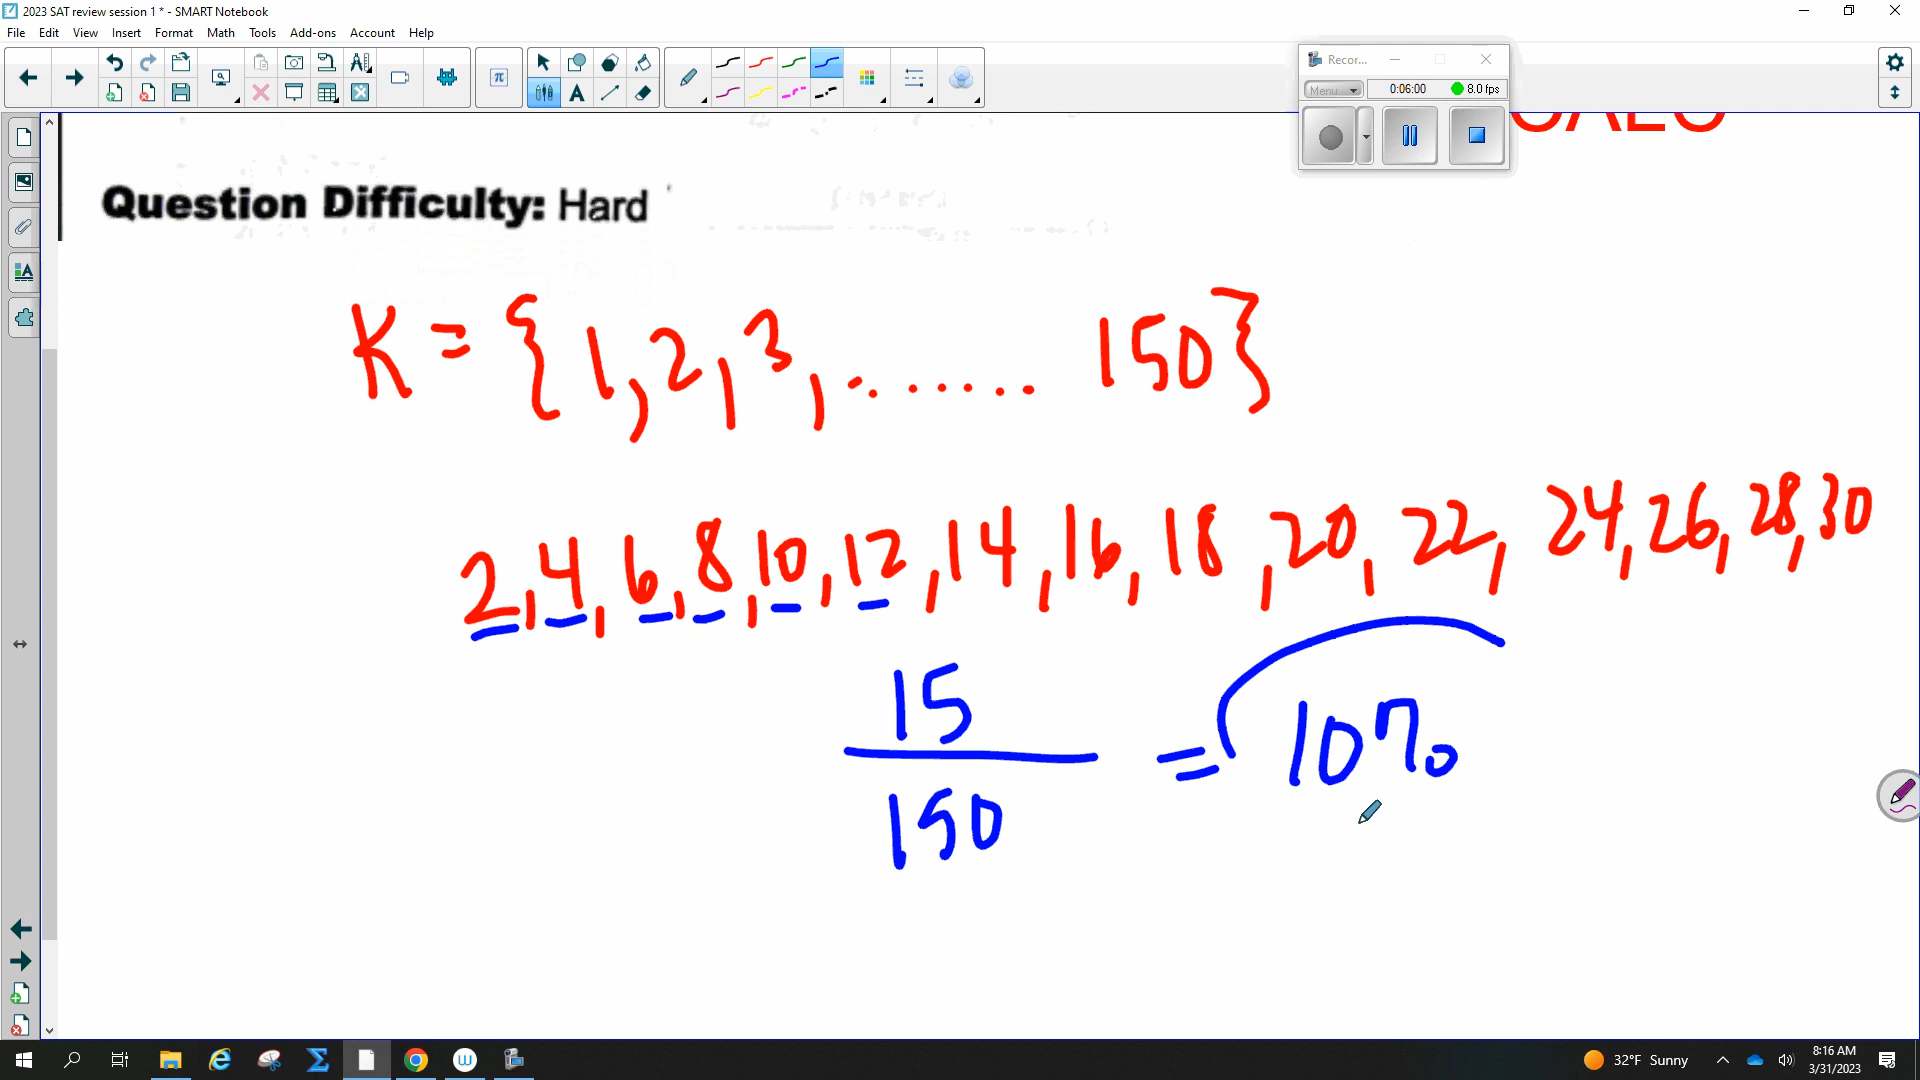 2023 SAT review session 1 * - SMART Notebook
File Edit View Insert Format Math Tools Add-ons Account Help
Recor...
Menu 0:06:00 8.0 fps
CALC
Question Difficulty: Hard
K = { 1, 2, 3, ....... 150 }
2, 4, 6, 8, 10, 12, 14, 16, 18, 20, 22, 24, 26, 28, 30
15
= 10%
150
32°F Sunny
8:16 AM
3/31/2023